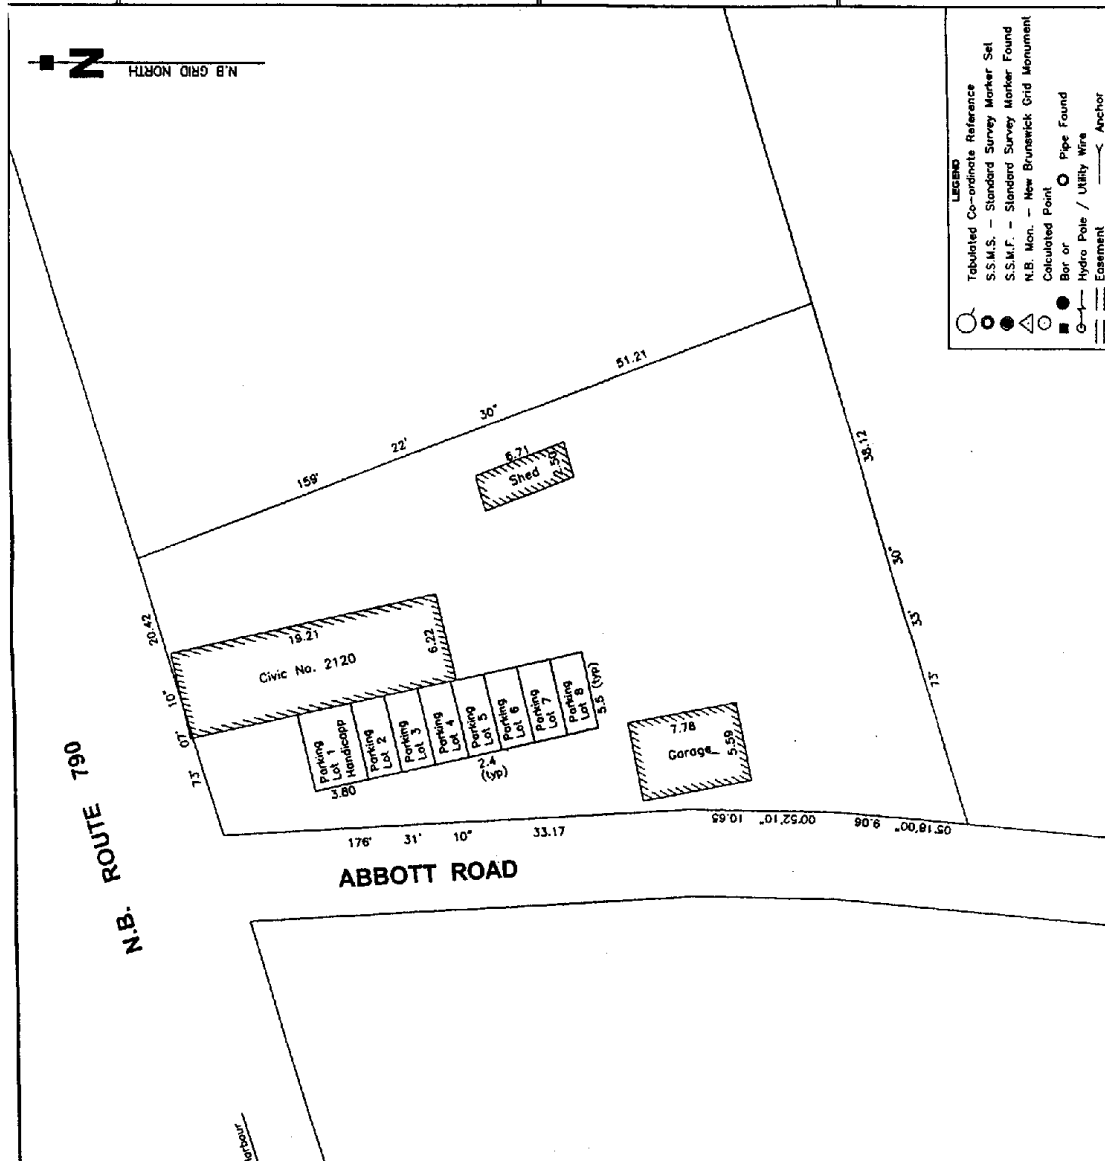 N
N.B GRID NORTH
LEGEND
Tabulated Co-ordinate Reference
S.S.M.S. - Standard Survey Marker Set
S.S.M.F. - Standard Survey Marker Found
N.B. Mon. - New Brunswick Grid Monument
Calculated Point
Bar or Pipe Found
Hydro Pole / Utility Wire
Easement Anchor
159° 22' 30" 51.21
6.71
Shed
2.50
38.12
73° 33' 30"
20.42
73° 07' 10"
19.21
Civic No. 2120
6.22
Parking
Lot 1
Handicapp
Parking
Lot 2
Parking
Lot 3
Parking
Lot 4
Parking
Lot 5
Parking
Lot 6
Parking
Lot 7
Parking
Lot 8
3.80
2.4
(typ)
5.5 (typ)
7.78
Garage
5.59
N.B. ROUTE 790
176° 31' 10" 33.17
00°52'10" 10.65
05°18'00" 9.06
ABBOTT ROAD